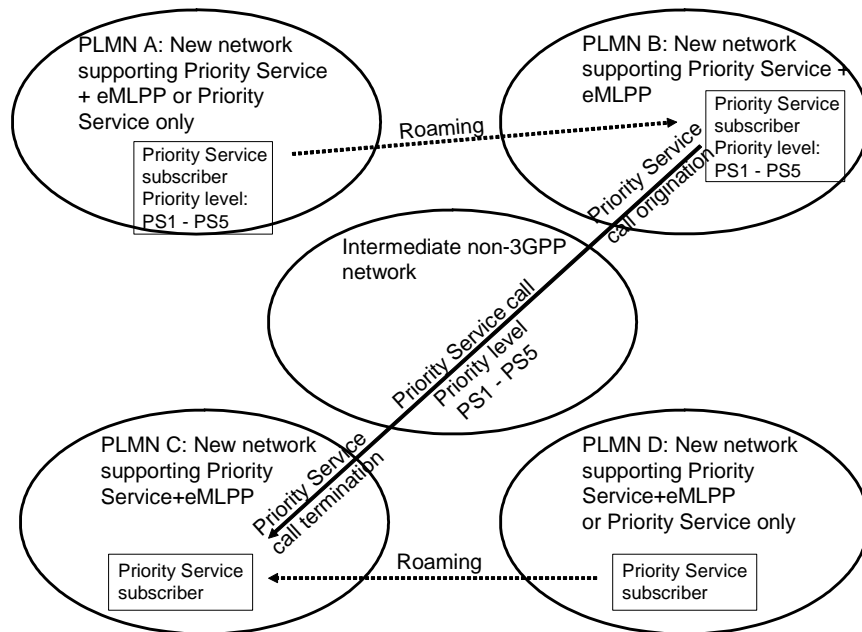 PLMN A: New network
supporting Priority Service
+ eMLPP or Priority
Service only
Priority Service
subscriber
Priority level:
PS1 - PS5
Roaming
PLMN B: New network
supporting Priority Service +
eMLPP
Priority Service
subscriber
Priority level:
PS1 - PS5
Priority Service
call origination
Intermediate non-3GPP
network
Priority Service call
Priority level
PS1 - PS5
Priority Service
call termination
PLMN C: New network
supporting Priority
Service+eMLPP
Priority Service
subscriber
Roaming
PLMN D: New network
supporting Priority
Service+eMLPP
or Priority Service only
Priority Service
subscriber